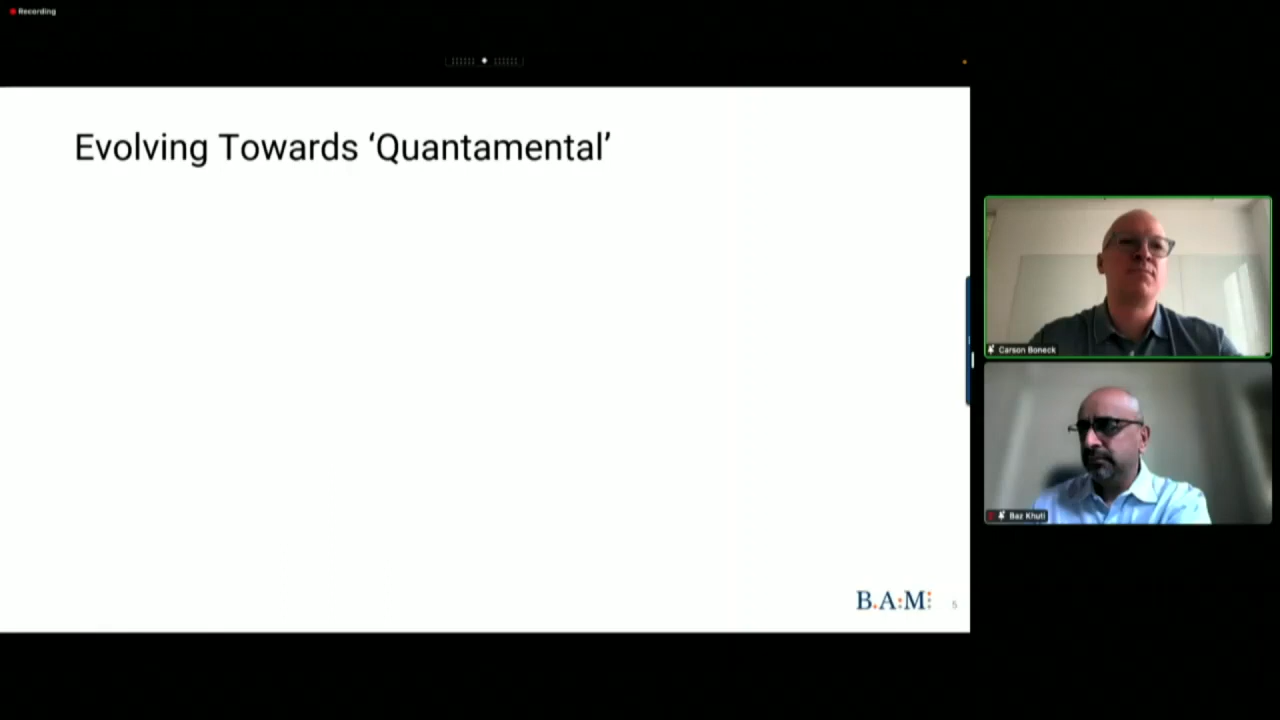 Recording
Evolving Towards ‘Quantamental’
Carson Boneck
Baz Khuti
B.A.M.
5